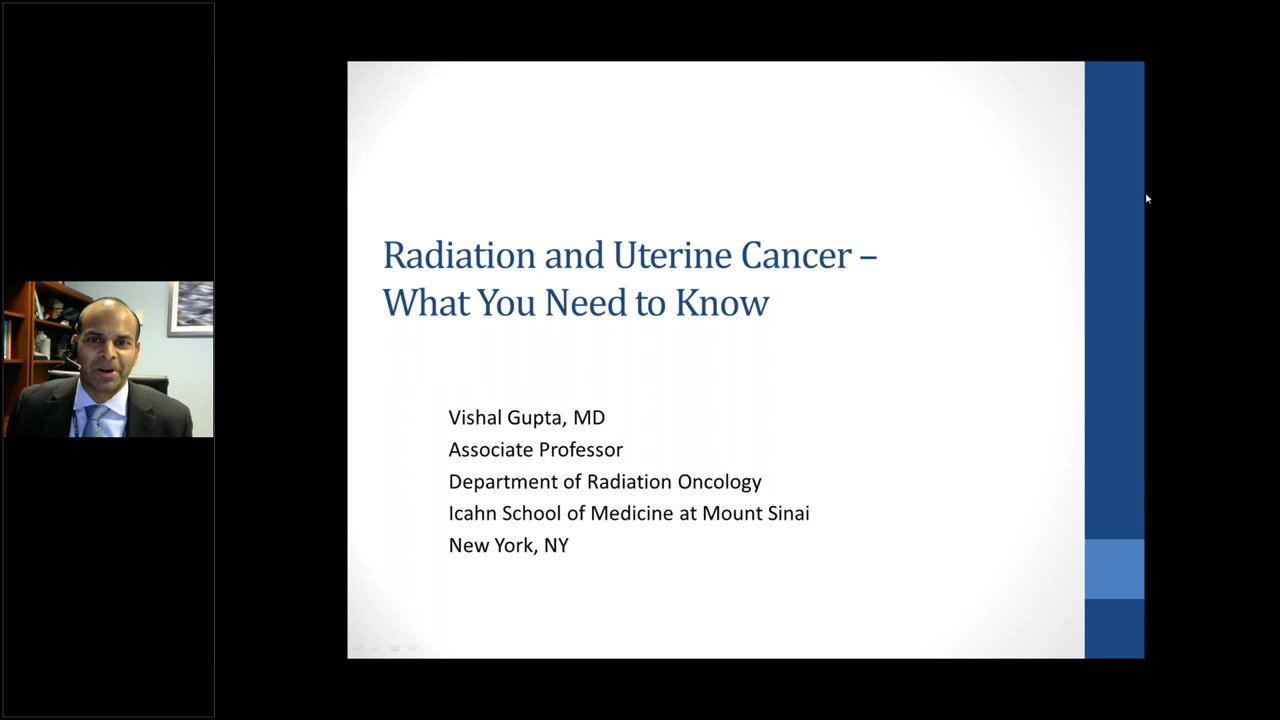 Radiation and Uterine Cancer –
What You Need to Know
Vishal Gupta, MD
Associate Professor
Department of Radiation Oncology
Icahn School of Medicine at Mount Sinai
New York, NY